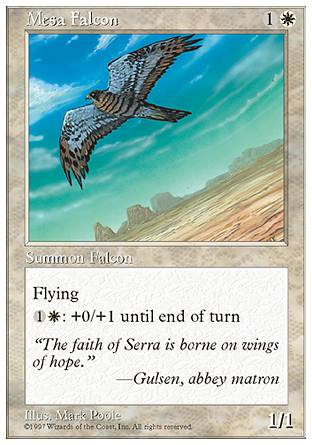 Mesa Falcon 1
Summon Falcon
Flying
1 : +0/+1 until end of turn
“The faith of Serra is borne on wings
of hope.”
—Gulsen, abbey matron
Illus. Mark Poole
©1997 Wizards of the Coast, Inc. All rights reserved.
1/1